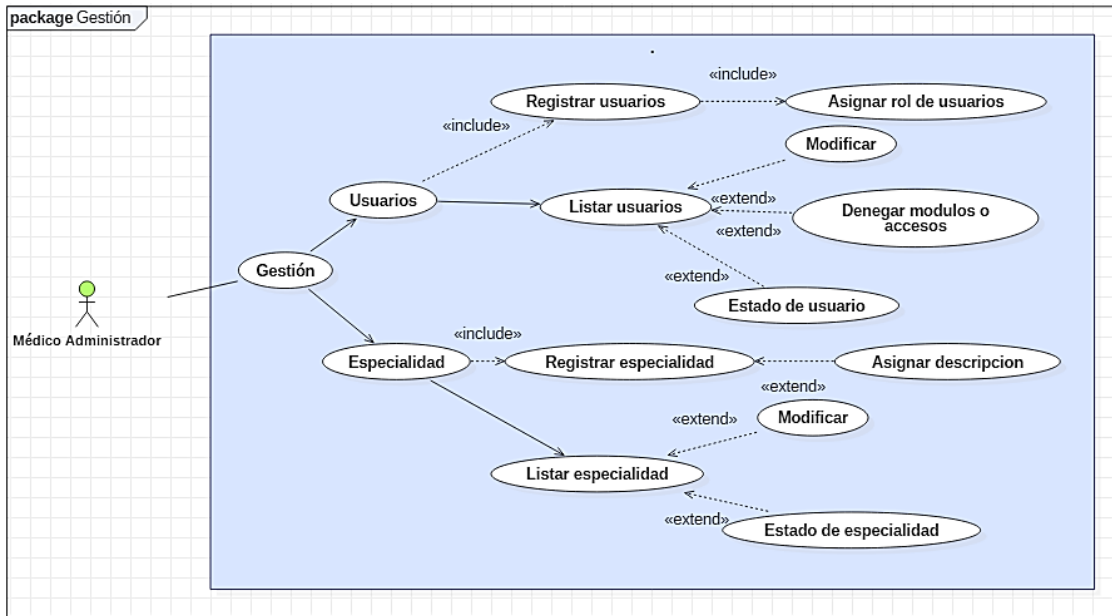 package Gestión
«include»
Registrar usuarios
Asignar rol de usuarios
«include»
Modificar
Usuarios
Listar usuarios
«extend»
Denegar modulos o
accesos
«extend»
Gestión
«extend»
Estado de usuario
Médico Administrador
«include»
Especialidad
Registrar especialidad
Asignar descripcion
«extend»
Modificar
«extend»
Listar especialidad
«extend»
Estado de especialidad